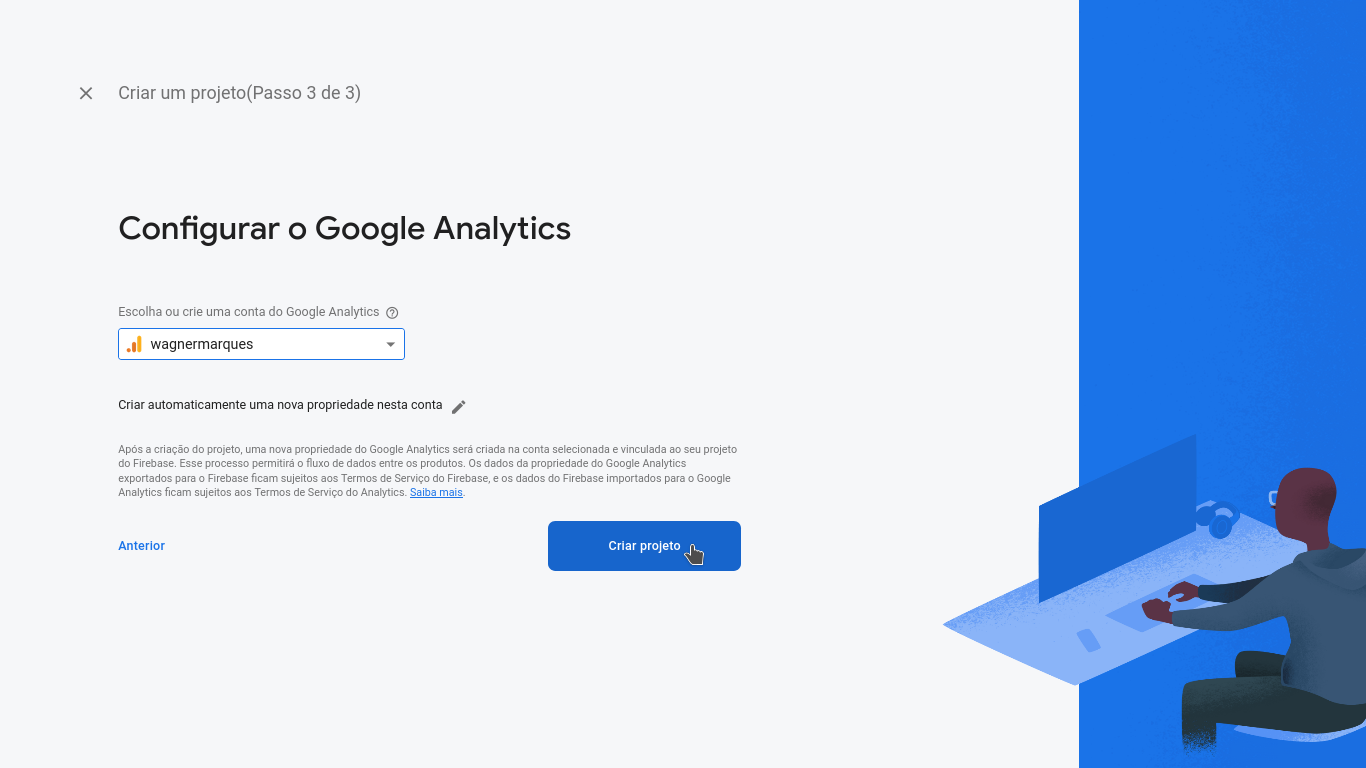 Criar um projeto(Passo 3 de 3)
Configurar o Google Analytics
Escolha ou crie uma conta do Google Analytics
wagnermarques
Criar automaticamente uma nova propriedade nesta conta
Após a criação do projeto, uma nova propriedade do Google Analytics será criada na conta selecionada e vinculada ao seu projeto
do Firebase. Esse processo permitirá o fluxo de dados entre os produtos. Os dados da propriedade do Google Analytics
exportados para o Firebase ficam sujeitos aos Termos de Serviço do Firebase, e os dados do Firebase importados para o Google
Analytics ficam sujeitos aos Termos de Serviço do Analytics. Saiba mais.
Anterior
Criar projeto